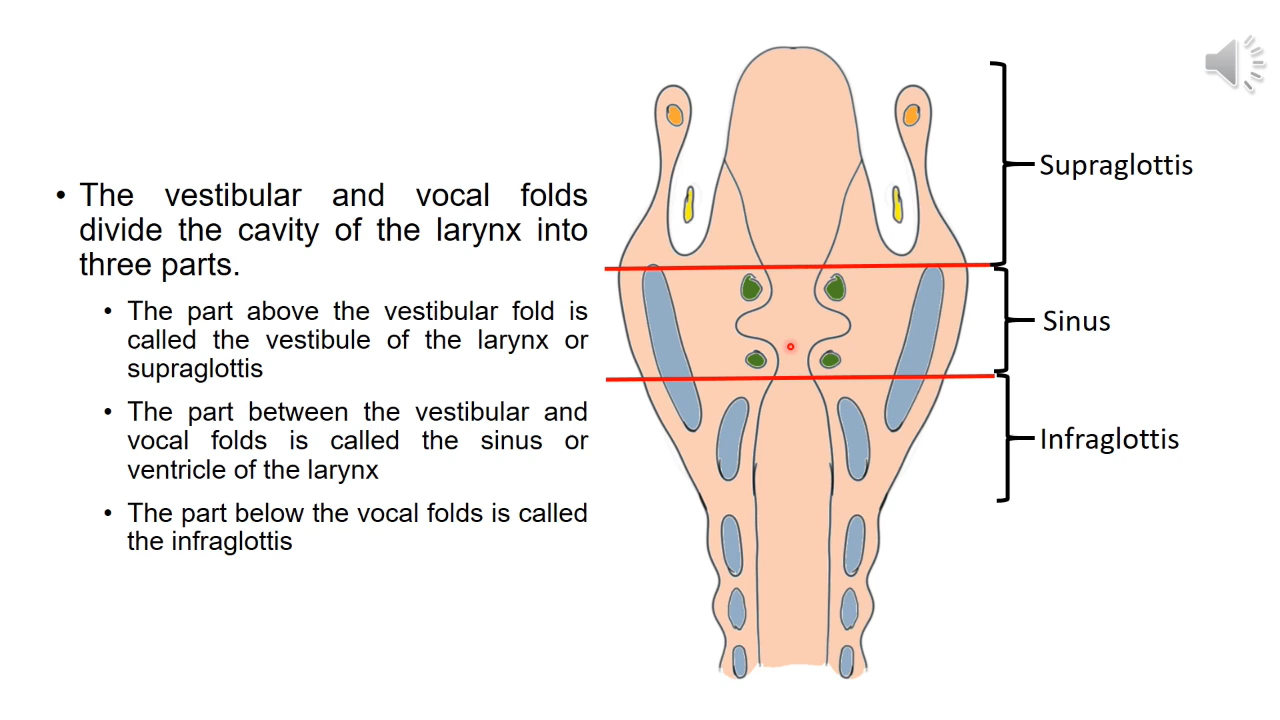 • The vestibular and vocal folds
divide the cavity of the larynx into
three parts.
• The part above the vestibular fold is
called the vestibule of the larynx or
supraglottis
• The part between the vestibular and
vocal folds is called the sinus or
ventricle of the larynx
• The part below the vocal folds is called
the infraglottis
Supraglottis
Sinus
Infraglottis